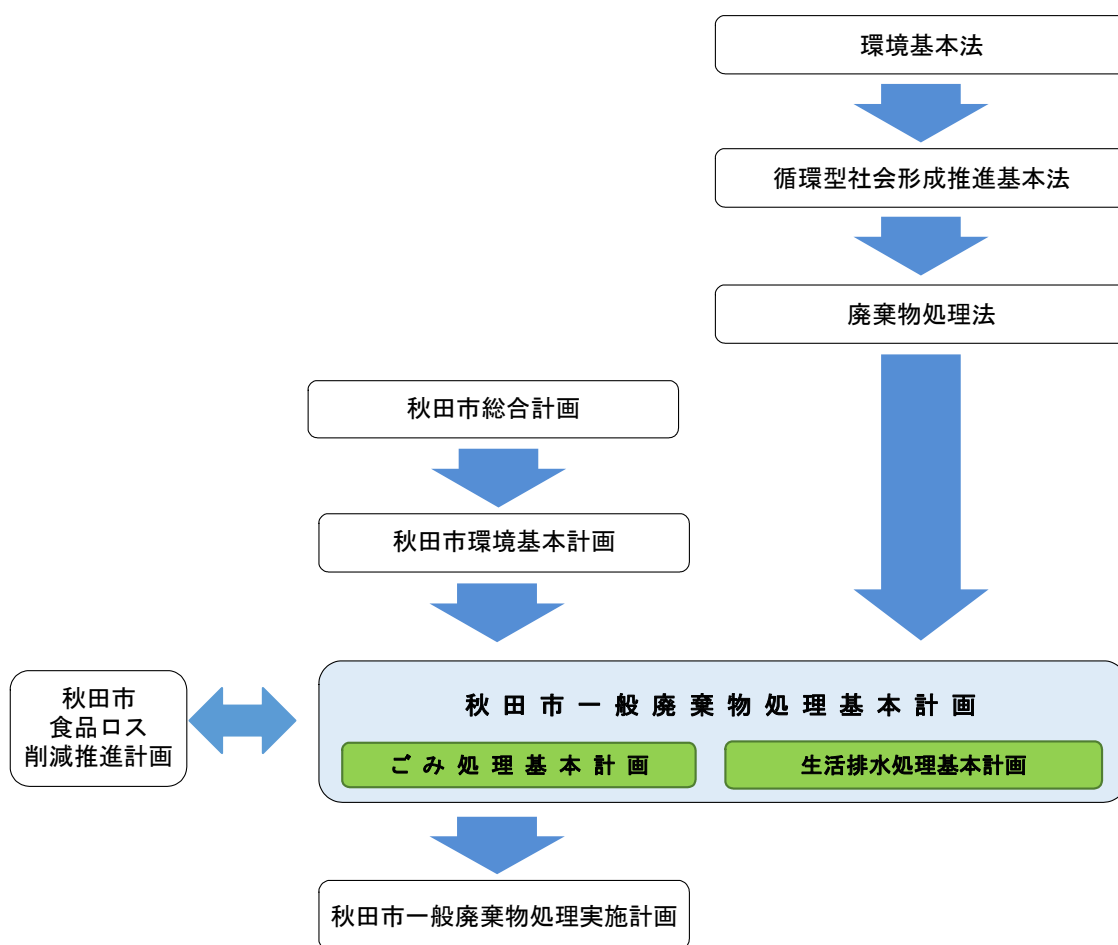 環境基本法
循環型社会形成推進基本法
廃棄物処理法
秋田市総合計画
秋田市環境基本計画
秋田市
食品ロス
削減推進計画
秋田市一般廃棄物処理基本計画
ごみ処理基本計画
生活排水処理基本計画
秋田市一般廃棄物処理実施計画